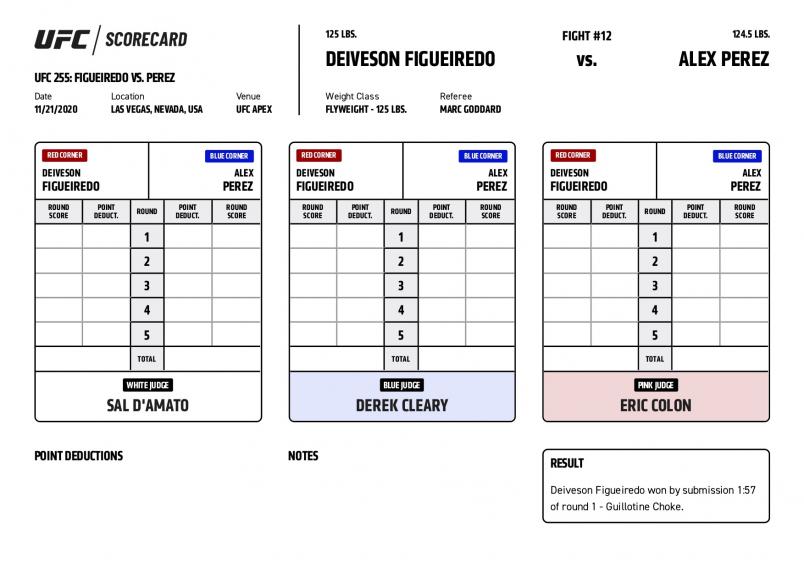 UFC / SCORECARD
UFC 255: FIGUEIREDO VS. PEREZ
Date Location Venue
11/21/2020 LAS VEGAS, NEVADA, USA UFC APEX
125 LBS. FIGHT #12 124.5 LBS.
DEIVESON FIGUEIREDO VS. ALEX PEREZ
Weight Class Referee
FLYWEIGHT - 125 LBS. MARC GODDARD
RED CORNER BLUE CORNER
DEIVESON ALEX
FIGUEIREDO PEREZ
ROUND POINT ROUND POINT ROUND
SCORE DEDUCT. DEDUCT. SCORE
1
2
3
4
5
TOTAL
WHITE JUDGE
SAL D'AMATO
RED CORNER BLUE CORNER
DEIVESON ALEX
FIGUEIREDO PEREZ
ROUND POINT ROUND POINT ROUND
SCORE DEDUCT. DEDUCT. SCORE
1
2
3
4
5
TOTAL
BLUE JUDGE
DEREK CLEARY
RED CORNER BLUE CORNER
DEIVESON ALEX
FIGUEIREDO PEREZ
ROUND POINT ROUND POINT ROUND
SCORE DEDUCT. DEDUCT. SCORE
1
2
3
4
5
TOTAL
PINK JUDGE
ERIC COLON
POINT DEDUCTIONS
NOTES
RESULT
Deiveson Figueiredo won by submission 1:57
of round 1 - Guillotine Choke.